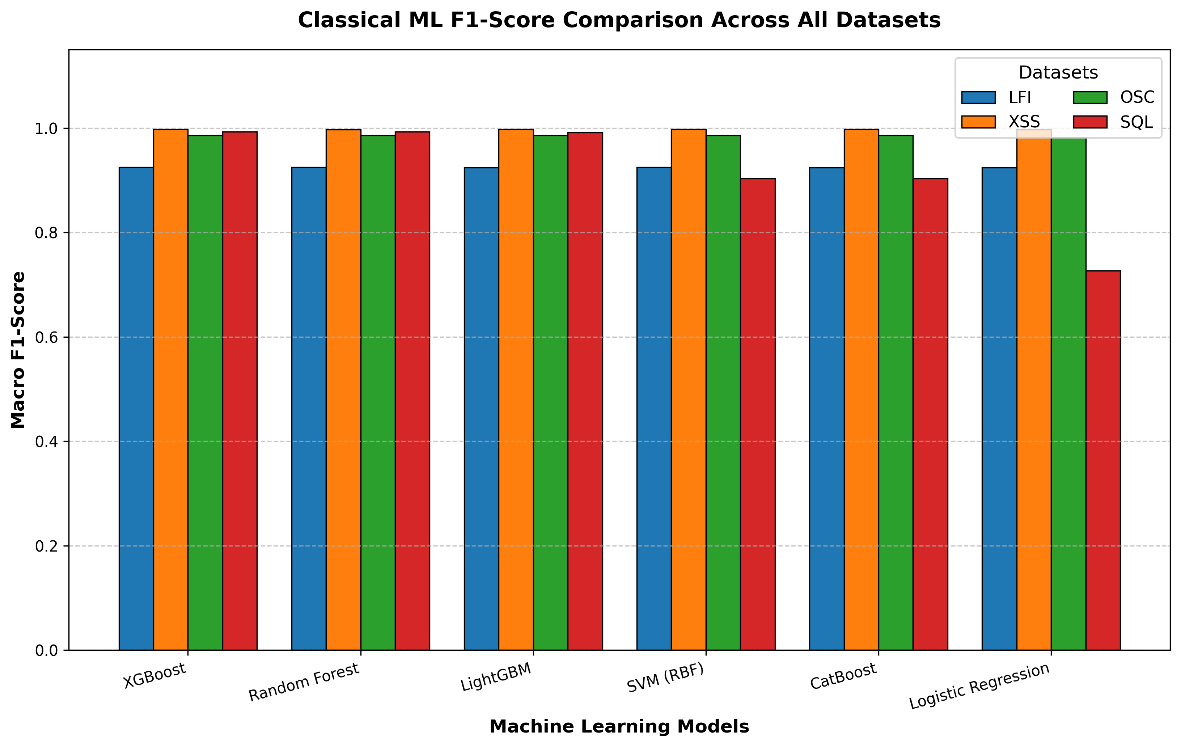 Classical ML F1-Score Comparison Across All Datasets
Datasets
LFI
XSS
OSC
SQL
Macro F1-Score
1.0
0.8
0.6
0.4
0.2
0.0
XGBoost
Random Forest
LightGBM
SVM (RBF)
CatBoost
Logistic Regression
Machine Learning Models